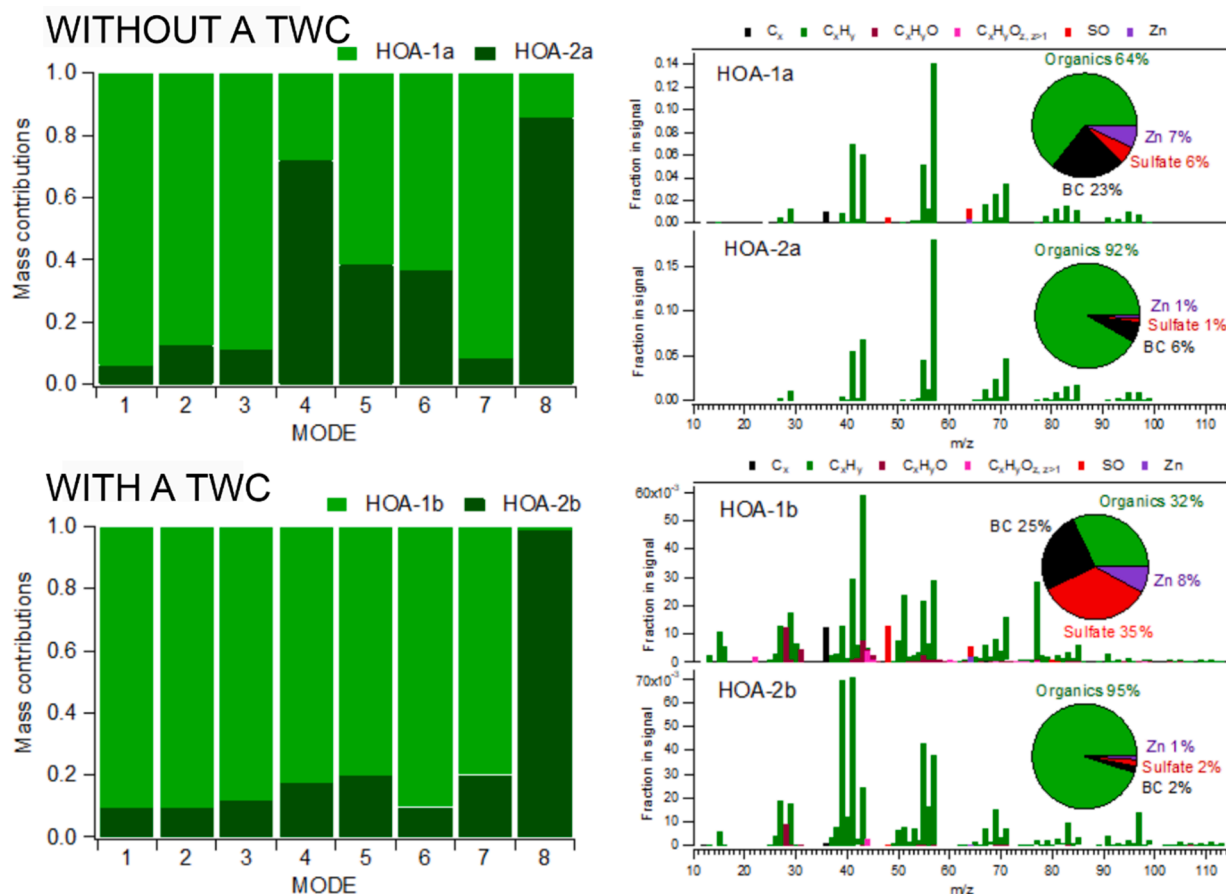 WITHOUT A TWC
HOA-1a HOA-2a
1.0
0.8
0.6
0.4
0.2
0.0
Mass contributions
1 2 3 4 5 6 7 8
MODE
Cx CxHy CxHyO CxHyOz, z>1 SO Zn
HOA-1a
Organics 64%
Zn 7%
Sulfate 6%
BC 23%
0.14
0.12
0.10
0.08
0.06
0.04
0.02
0.00
Fraction in signal
HOA-2a
Organics 92%
Zn 1%
Sulfate 1%
BC 6%
0.15
0.10
0.05
0.00
Fraction in signal
10 20 30 40 50 60 70 80 90 100 110
m/z
WITH A TWC
HOA-1b HOA-2b
1.0
0.8
0.6
0.4
0.2
0.0
Mass contributions
1 2 3 4 5 6 7 8
MODE
Cx CxHy CxHyO CxHyOz, z>1 SO Zn
HOA-1b
Organics 32%
BC 25%
Zn 8%
Sulfate 35%
60x10-3
50
40
30
20
10
0
Fraction in signal
HOA-2b
Organics 95%
Zn 1%
Sulfate 2%
BC 2%
70x10-3
60
50
40
30
20
10
0
Fraction in signal
10 20 30 40 50 60 70 80 90 100 110
m/z